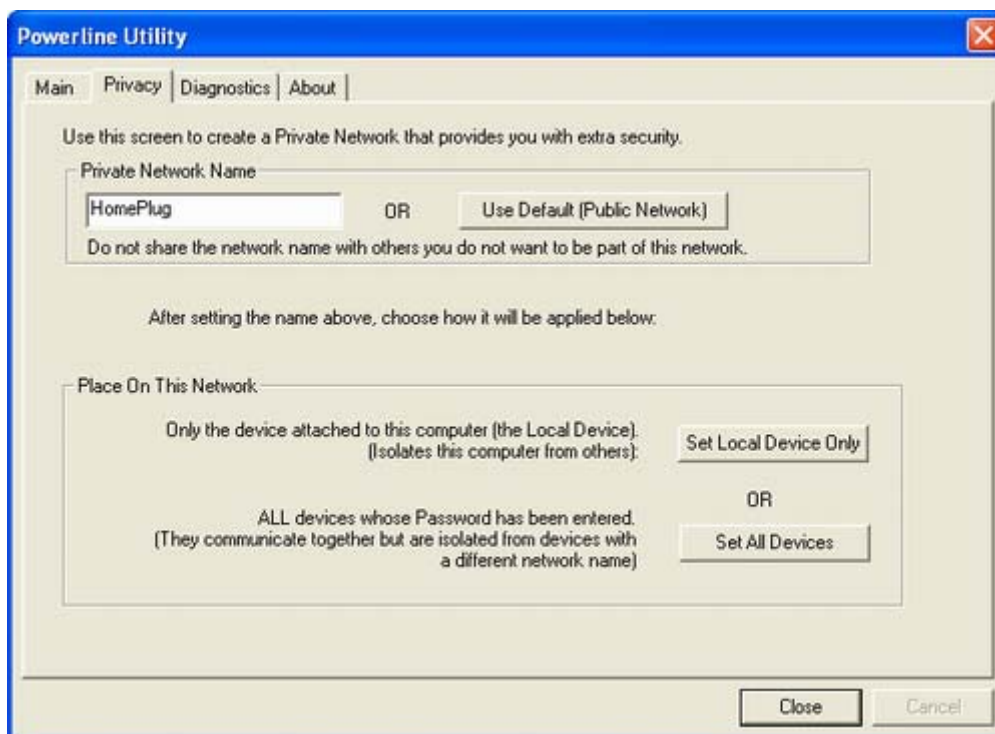 Powerline Utility
Main Privacy Diagnostics About
Use this screen to create a Private Network that provides you with extra security.
Private Network Name
HomePlug OR Use Default (Public Network)
Do not share the network name with others you do not want to be part of this network.
After setting the name above, choose how it will be applied below:
Place On This Network
Only the device attached to this computer (the Local Device).
(Isolates this computer from others):
Set Local Device Only
OR
ALL devices whose Password has been entered.
(They communicate together but are isolated from devices with
a different network name)
Set All Devices
Close Cancel